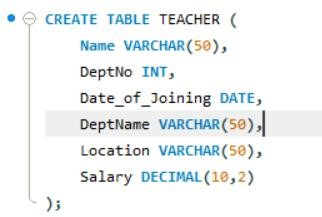 CREATE TABLE TEACHER (
Name VARCHAR(50),
DeptNo INT,
Date_of_Joining DATE,
DeptName VARCHAR(50),
Location VARCHAR(50),
Salary DECIMAL(10,2)
);